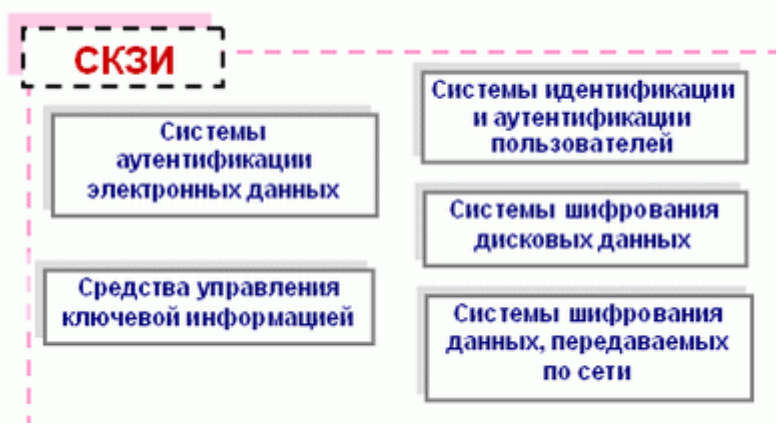 СКЗИ
Системы
аутентификации
электронных данных
Средства управления
ключевой информацией
Системы идентификации
и аутентификации
пользователей
Системы шифрования
дисковых данных
Системы шифрования
данных, передаваемых
по сети